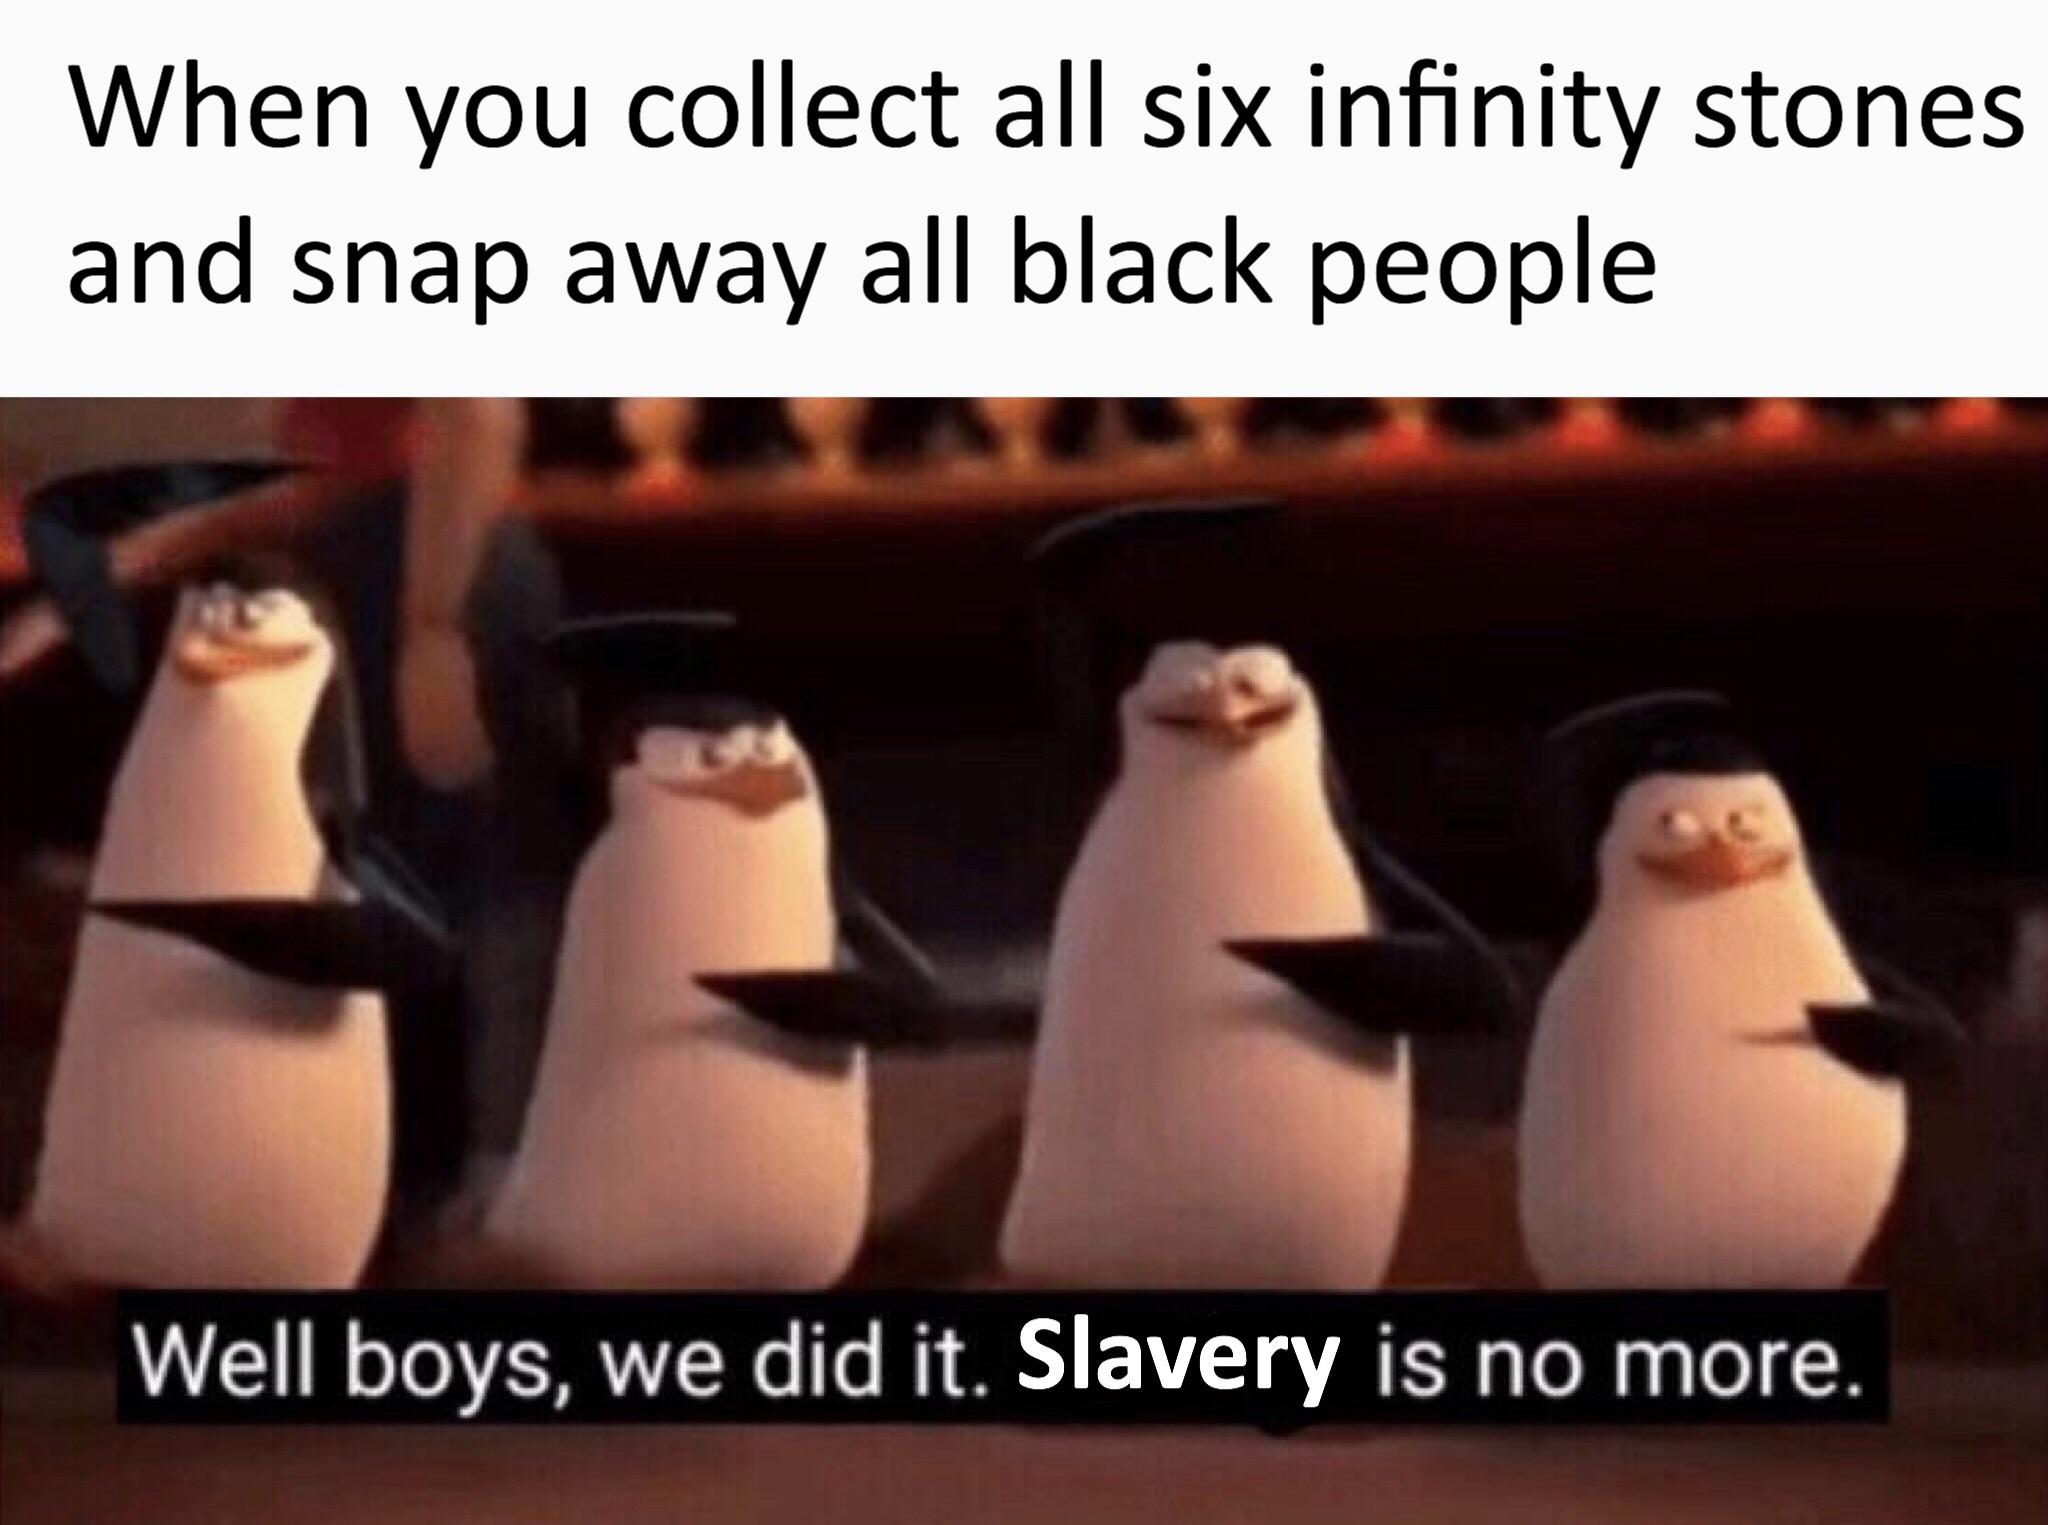 When you collect all six infinity stones
and snap away all black people
Well boys, we did it. Slavery is no more.